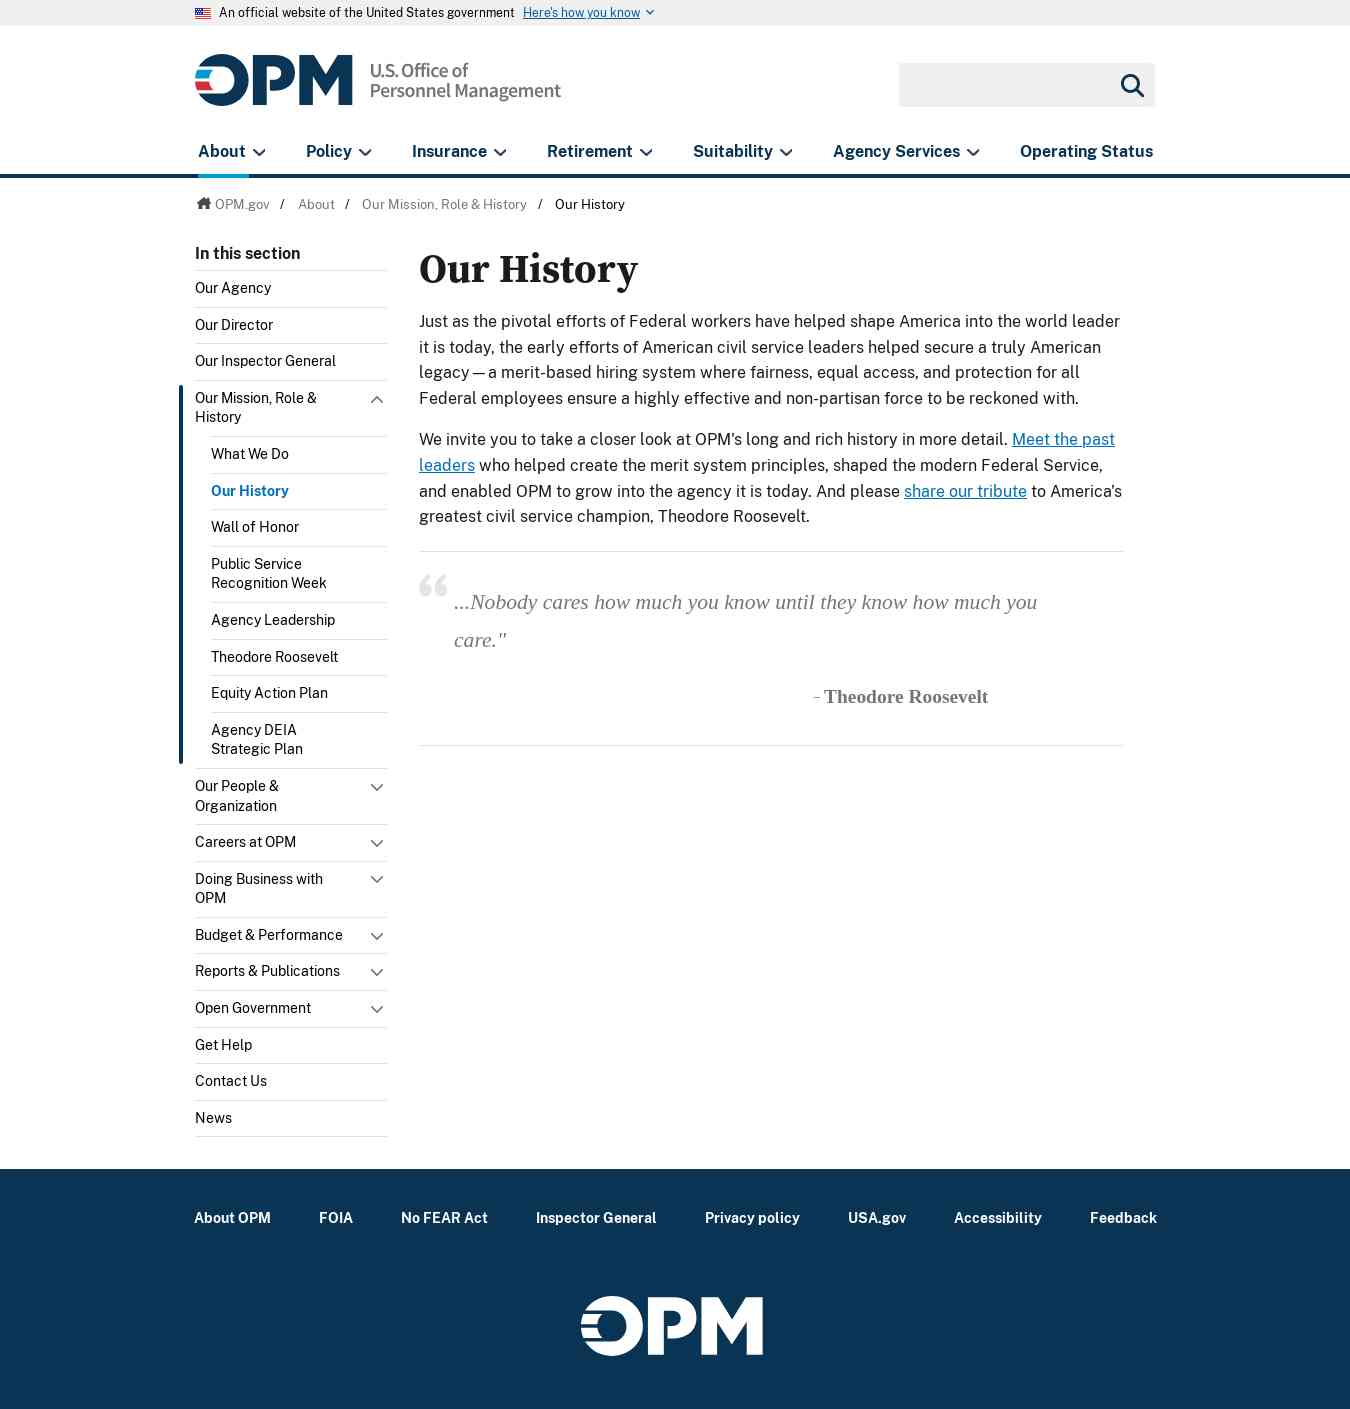 An official website of the United States government Here's how you know
OPM U.S. Office of
Personnel Management
About Policy Insurance Retirement Suitability Agency Services Operating Status
OPM.gov / About / Our Mission, Role & History / Our History
In this section
Our Agency
Our Director
Our Inspector General
Our Mission, Role &
History
What We Do
Our History
Wall of Honor
Public Service
Recognition Week
Agency Leadership
Theodore Roosevelt
Equity Action Plan
Agency DEIA
Strategic Plan
Our People &
Organization
Careers at OPM
Doing Business with
OPM
Budget & Performance
Reports & Publications
Open Government
Get Help
Contact Us
News
Our History
Just as the pivotal efforts of Federal workers have helped shape America into the world leader
it is today, the early efforts of American civil service leaders helped secure a truly American
legacy—a merit-based hiring system where fairness, equal access, and protection for all
Federal employees ensure a highly effective and non-partisan force to be reckoned with.
We invite you to take a closer look at OPM's long and rich history in more detail. Meet the past
leaders who helped create the merit system principles, shaped the modern Federal Service,
and enabled OPM to grow into the agency it is today. And please share our tribute to America's
greatest civil service champion, Theodore Roosevelt.
“ ...Nobody cares how much you know until they know how much you
care."
- Theodore Roosevelt
About OPM FOIA No FEAR Act Inspector General Privacy policy USA.gov Accessibility Feedback
OPM